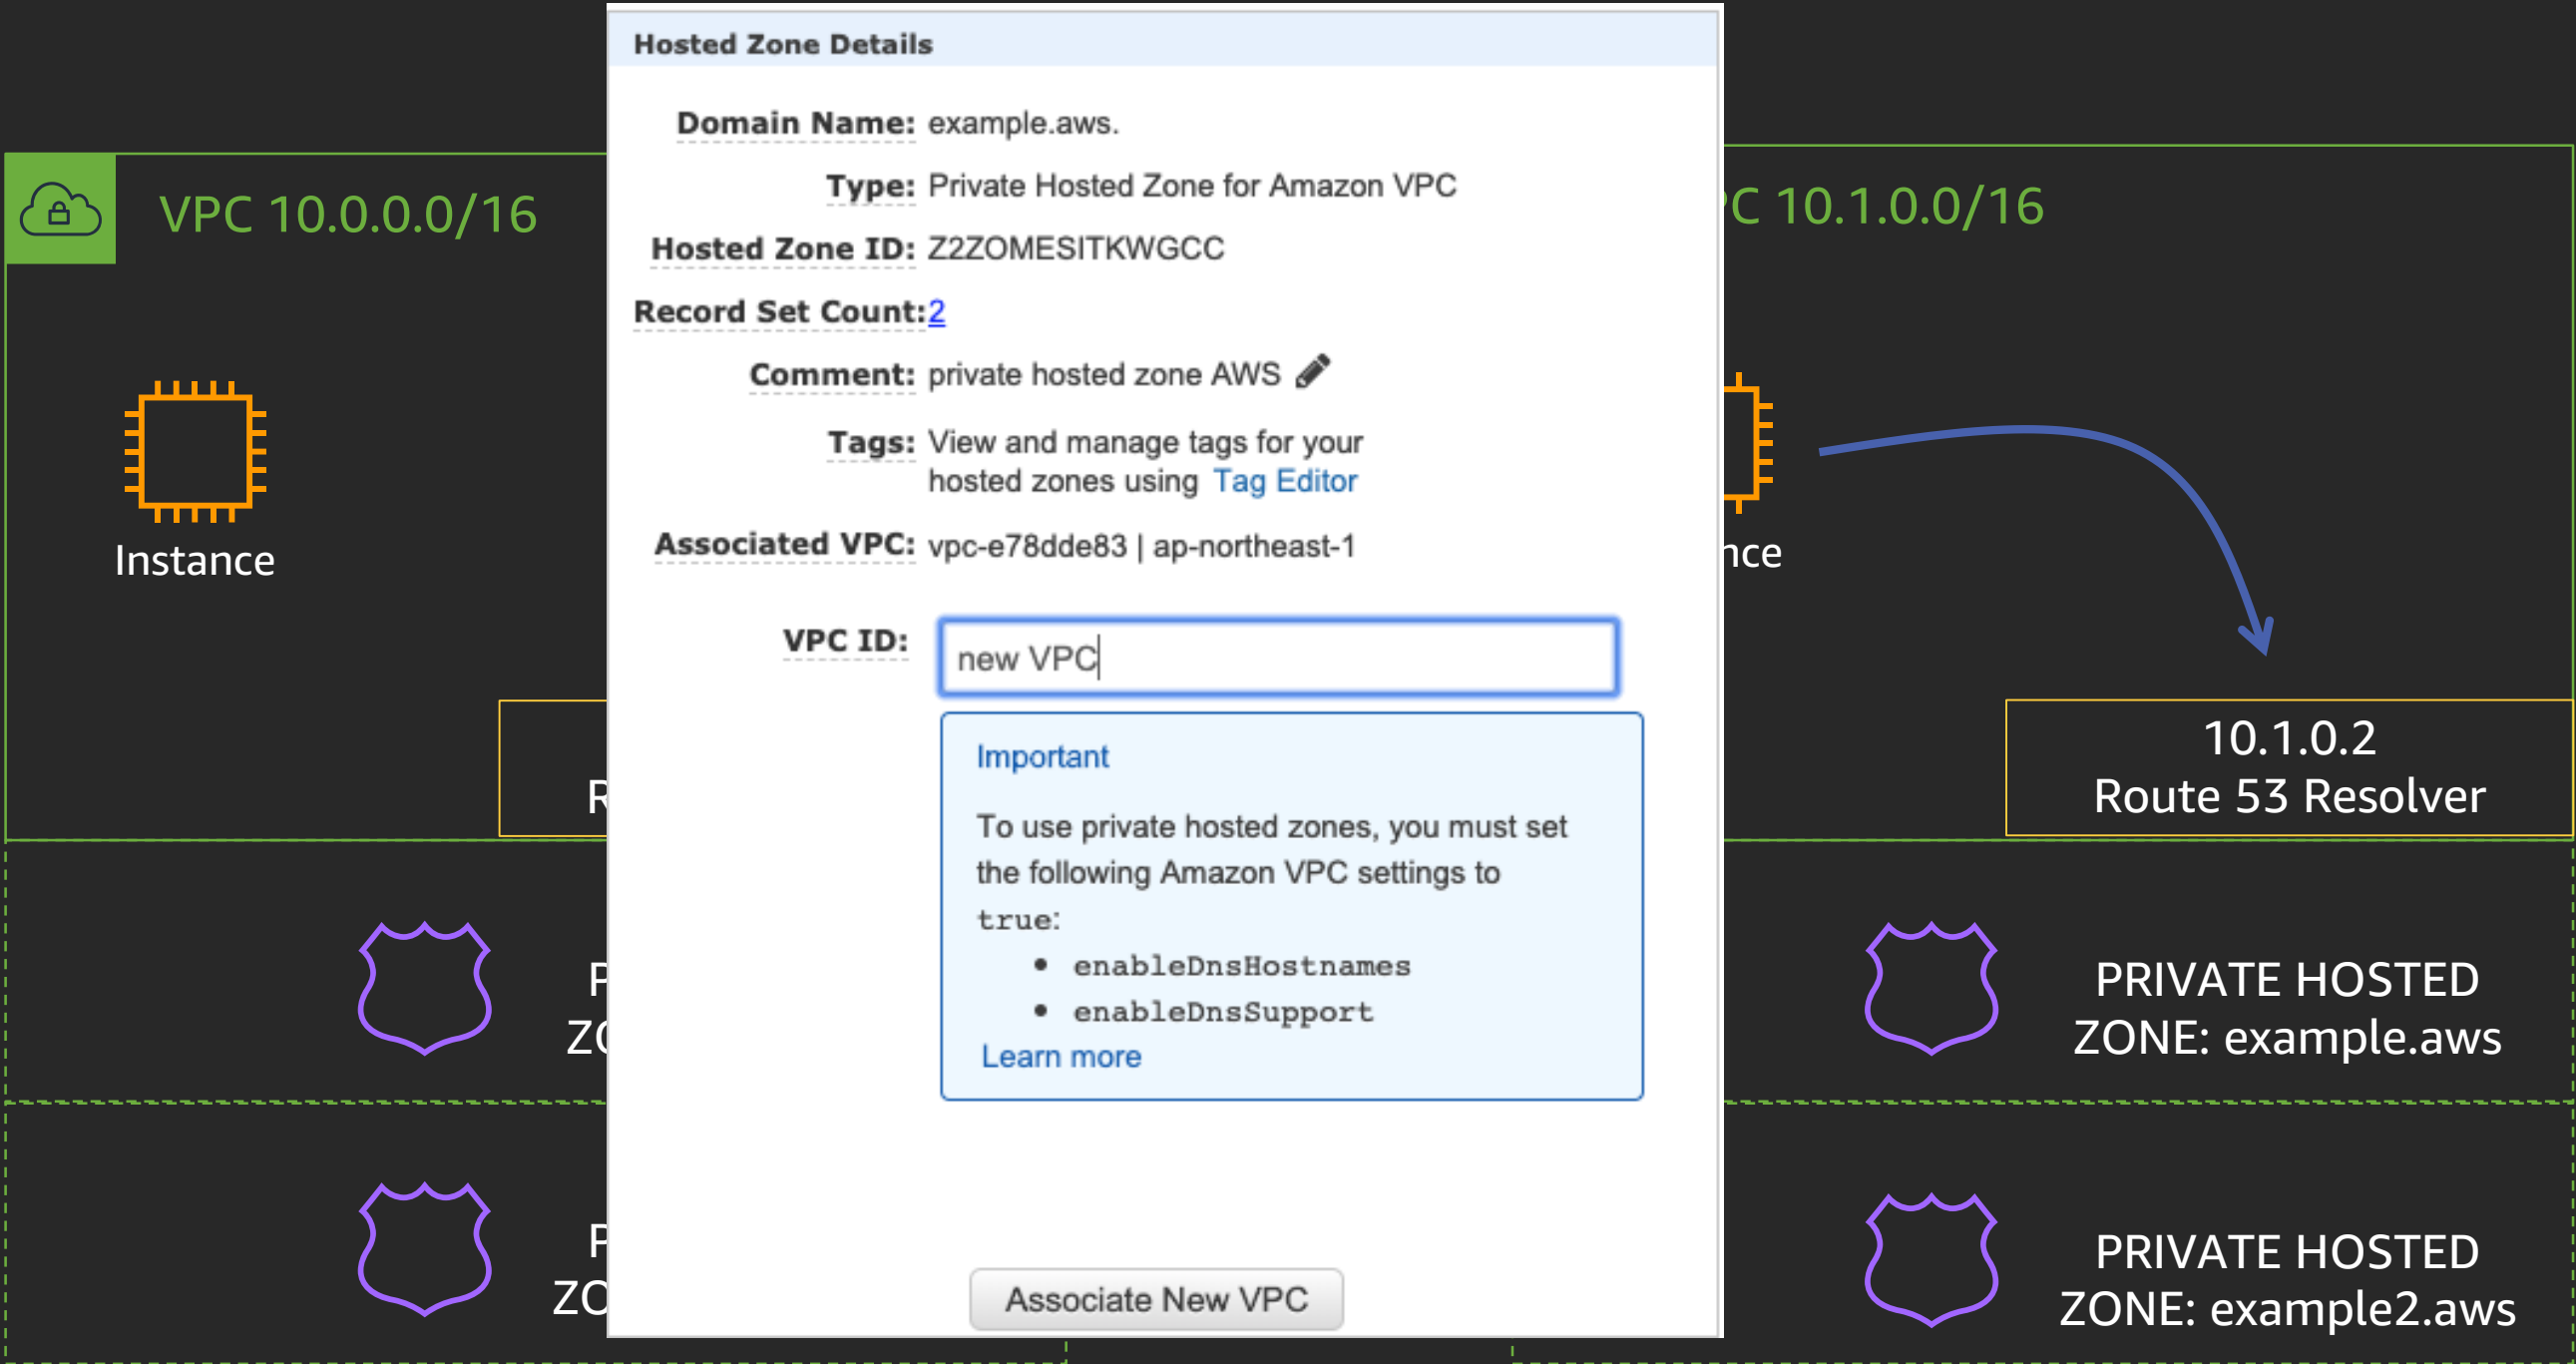 Hosted Zone Details
Domain Name: example.aws.
Type: Private Hosted Zone for Amazon VPC
Hosted Zone ID: Z2ZOMESITKWGCC
Record Set Count: 2
Comment: private hosted zone AWS
Tags: View and manage tags for your
hosted zones using Tag Editor
Associated VPC: vpc-e78dde83 | ap-northeast-1
VPC ID: new VPC
Important
To use private hosted zones, you must set
the following Amazon VPC settings to
true:
• enableDnsHostnames
• enableDnsSupport
Learn more
Associate New VPC
VPC 10.0.0.0/16
Instance
10.1.0.0/16
10.1.0.2
Route 53 Resolver
PRIVATE HOSTED
ZONE: example.aws
PRIVATE HOSTED
ZONE: example2.aws